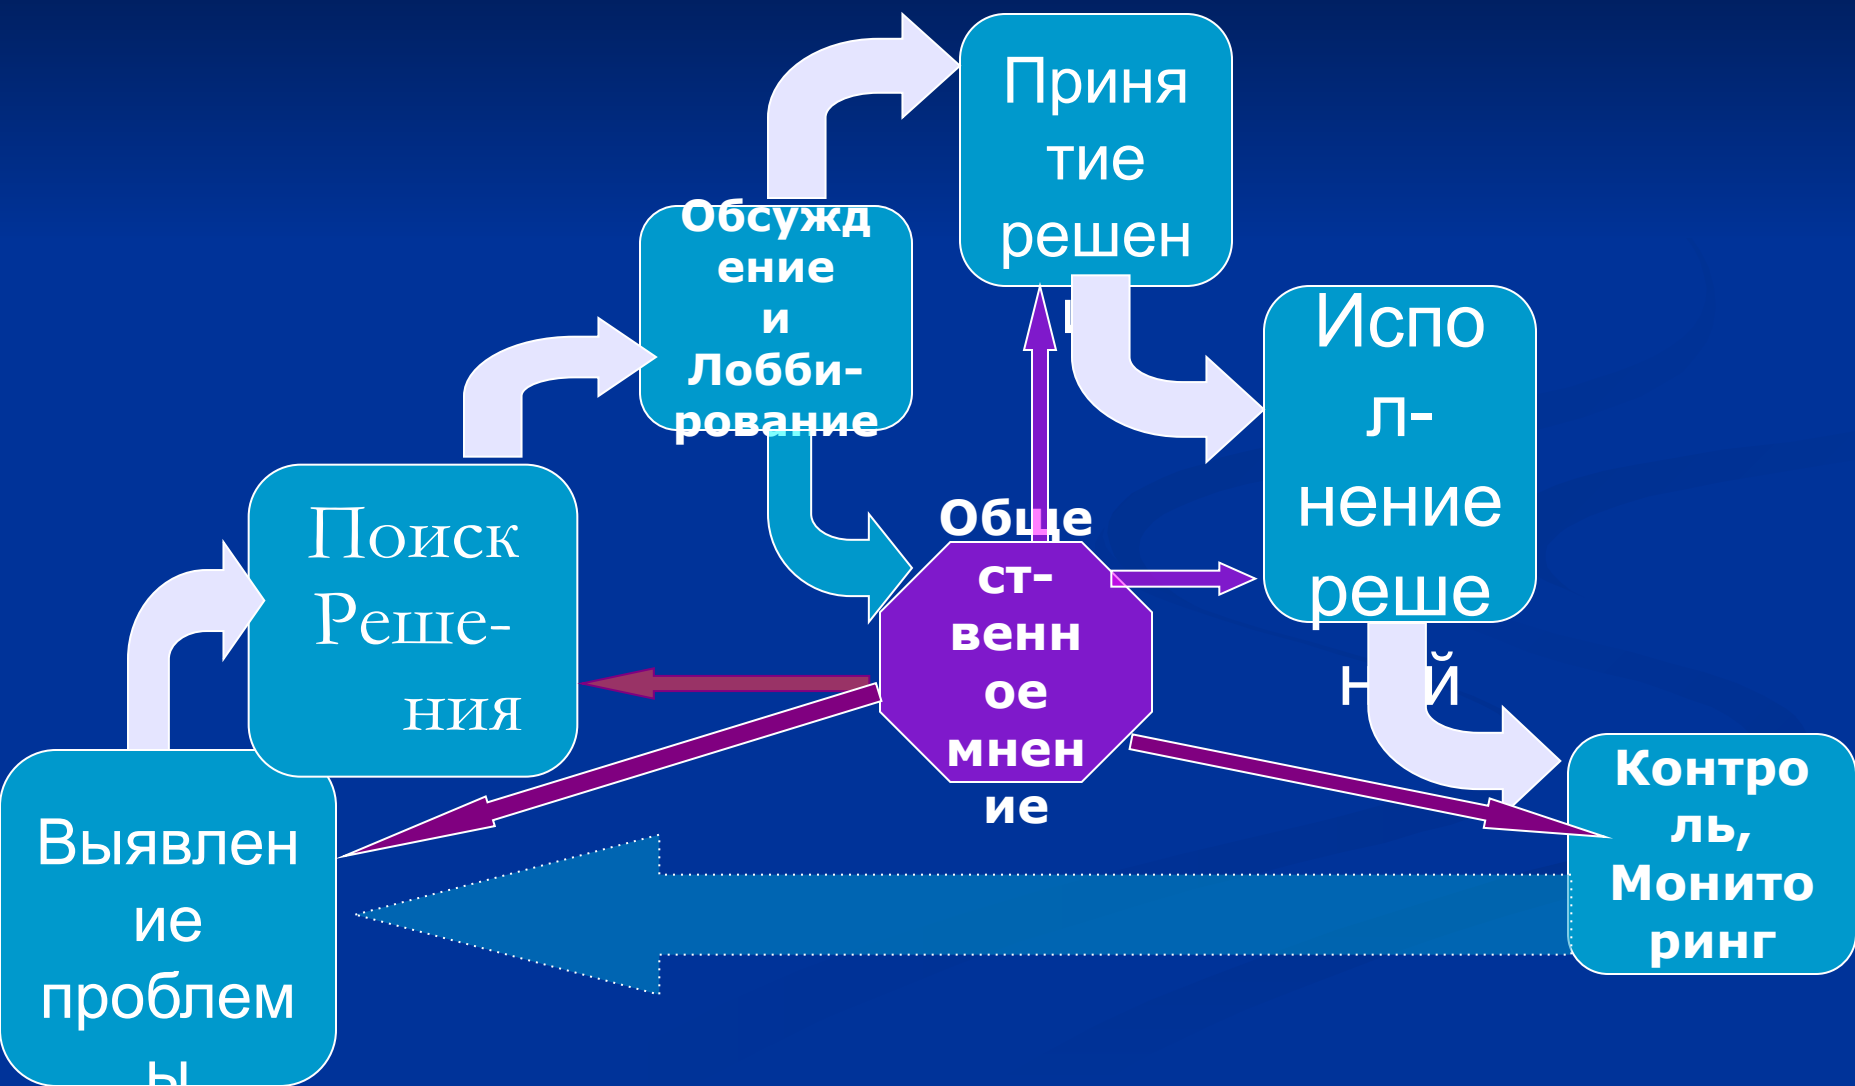 Приня
тие
решен
Обсужд
ение
и
Лобби-
рование
Испо
л-
нение
реше
ний
Поиск
Реше-
ния
Обще
ст-
венн
ое
мнен
ие
Выявлен
ие
проблем
ы
Контро
ль,
Монито
ринг